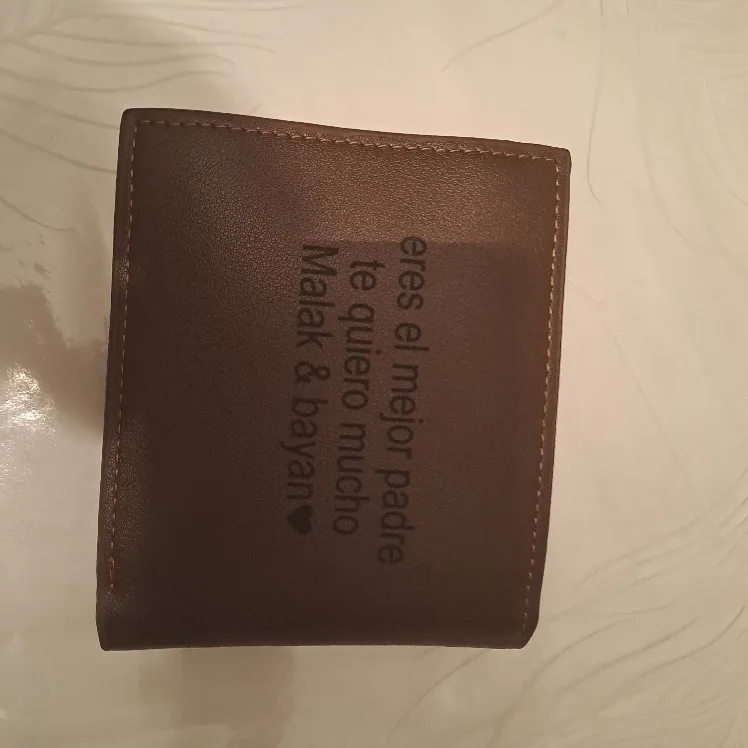 eres el mejor padre
te quiero mucho
Malak & bayan♥